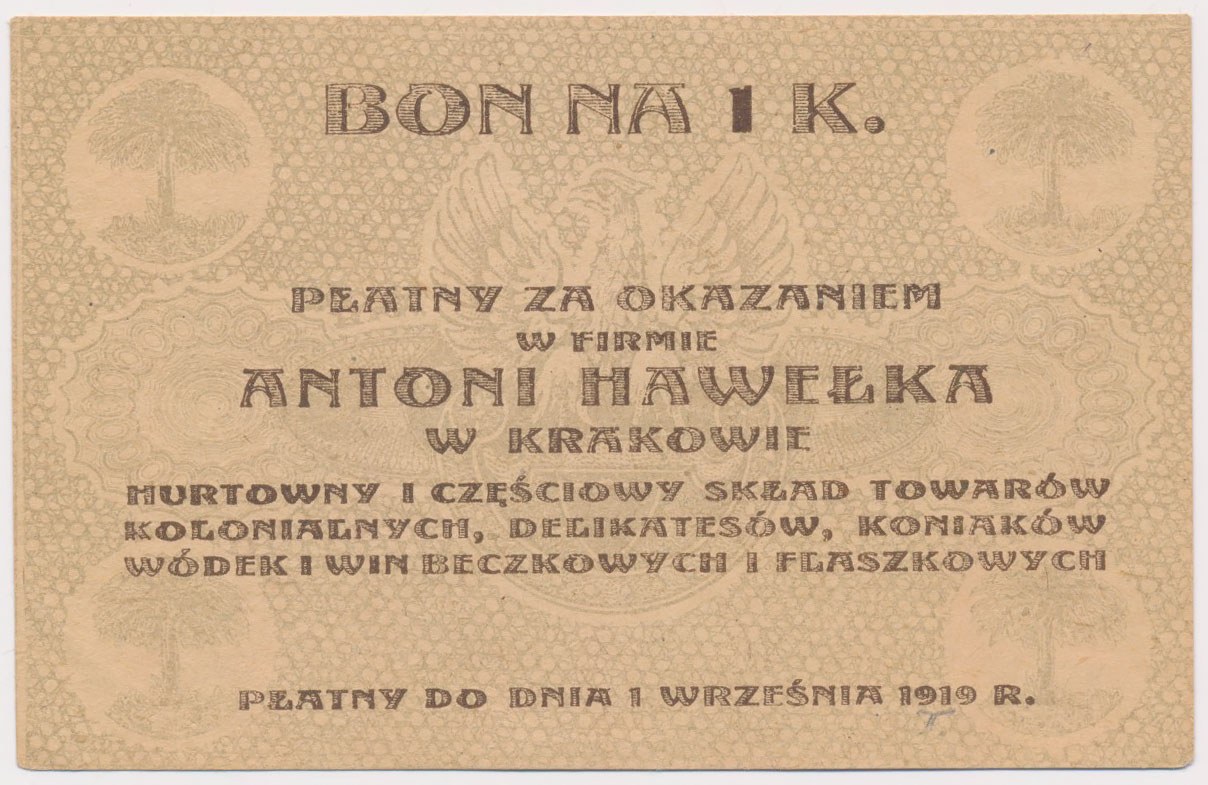 BON NA 1 K.
PŁATNY ZA OKAZANIEM
W FIRMIE
ANTONI HAWEŁKA
W KRAKOWIE
HURTOWNY I CZĘŚCIOWY SKŁAD TOWARÓW
KOLONIALNYCH, DELIKATESÓW, KONIAKÓW
WÓDEK I WIN BECZKOWYCH I FLASZKOWYCH
PŁATNY DO DNIA 1 WRZEŚNIA 1919 R.